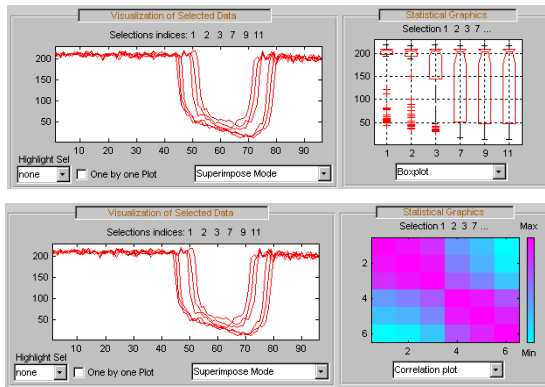 Visualization of Selected Data
Selections indices: 1 2 3 7 9 11
200
150
100
50
10 20 30 40 50 60 70 80 90
Highlight Sel
none
One by one Plot
Superimpose Mode
Statistical Graphics
Selection 1 2 3 7 ...
200
150
100
50
1 2 3 7 9 11
Boxplot
Visualization of Selected Data
Selections indices: 1 2 3 7 9 11
200
150
100
50
10 20 30 40 50 60 70 80 90
Highlight Sel
none
One by one Plot
Superimpose Mode
Statistical Graphics
Selection 1 2 3 7 ...
Max
2
4
6
Min
2 4 6
Correlation plot